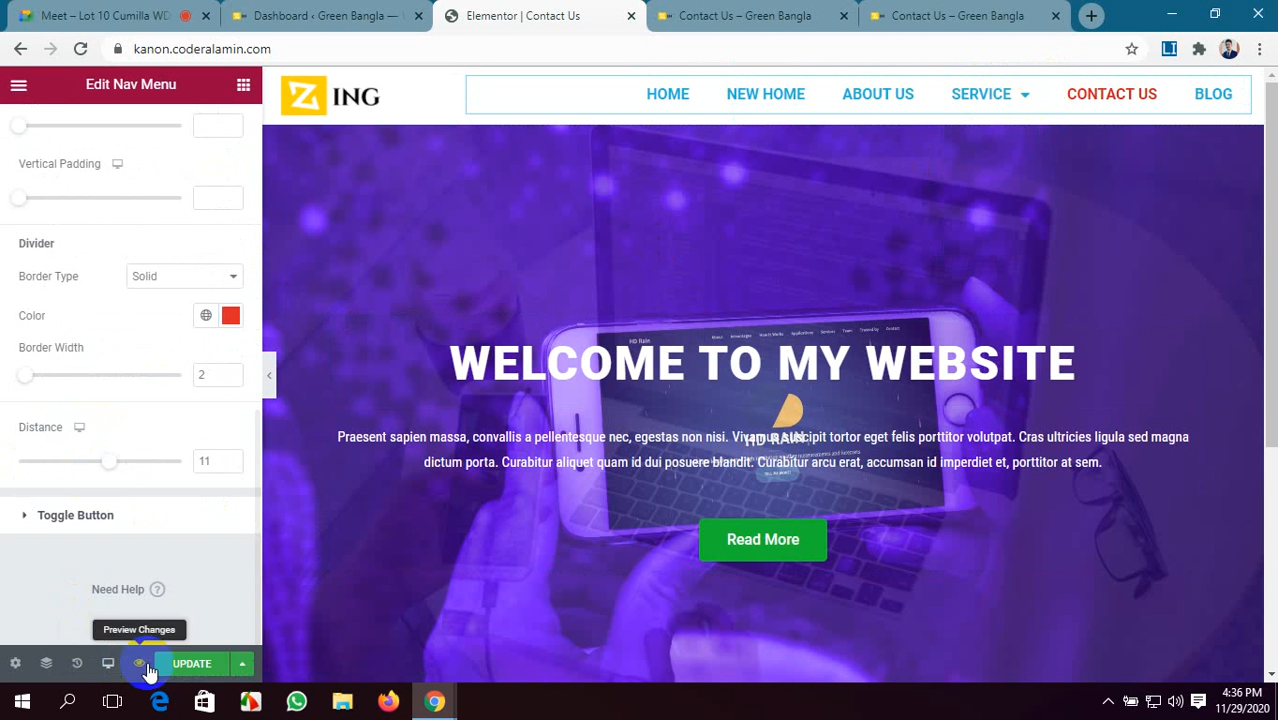 Meet – Lot 10 Cumilla WD
Dashboard ‹ Green Bangla —
Elementor | Contact Us
Contact Us – Green Bangla
Contact Us – Green Bangla
kanon.coderalamin.com
Edit Nav Menu
Z ING
HOME NEW HOME ABOUT US SERVICE CONTACT US BLOG
Vertical Padding
Divider
Border Type Solid
Color
Border Width
2
Distance
11
Toggle Button
Need Help ?
Preview Changes
UPDATE
HD Rain
WELCOME TO MY WEBSITE
HD RAIN
Praesent sapien massa, convallis a pellentesque nec, egestas non nisi. Vivamus suscipit tortor eget felis porttitor volutpat. Cras ultricies ligula sed magna
dictum porta. Curabitur aliquet quam id dui posuere blandit. Curabitur arcu erat, accumsan id imperdiet et, porttitor at sem.
Read More
4:36 PM
11/29/2020